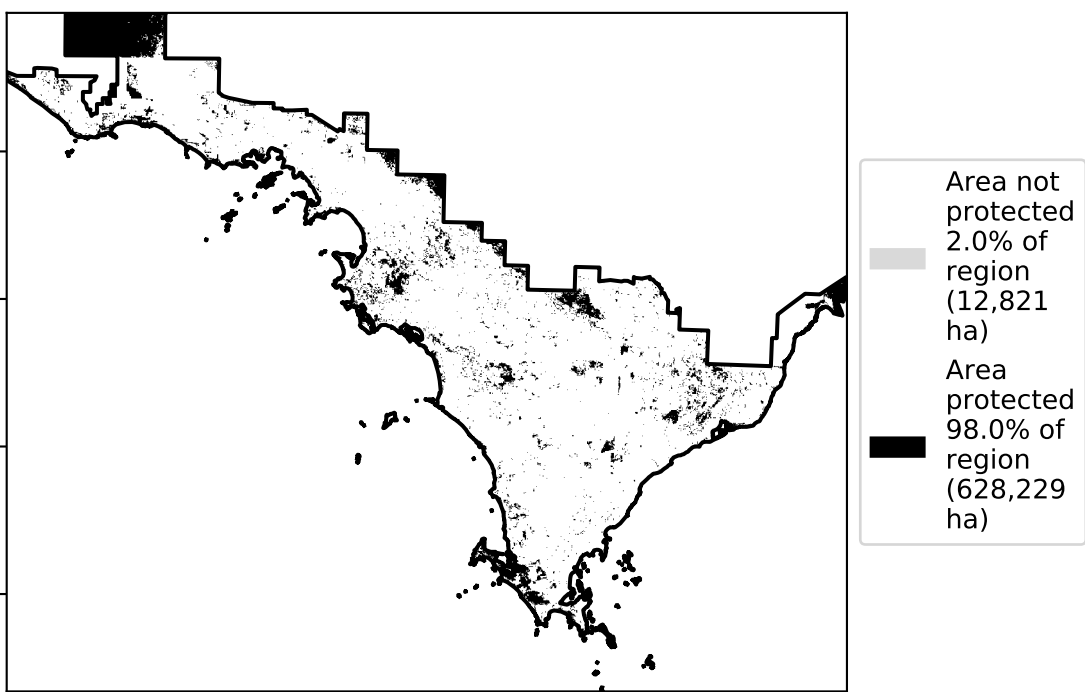 Area not
protected
2.0% of
region
(12,821
ha)
Area
protected
98.0% of
region
(628,229
ha)